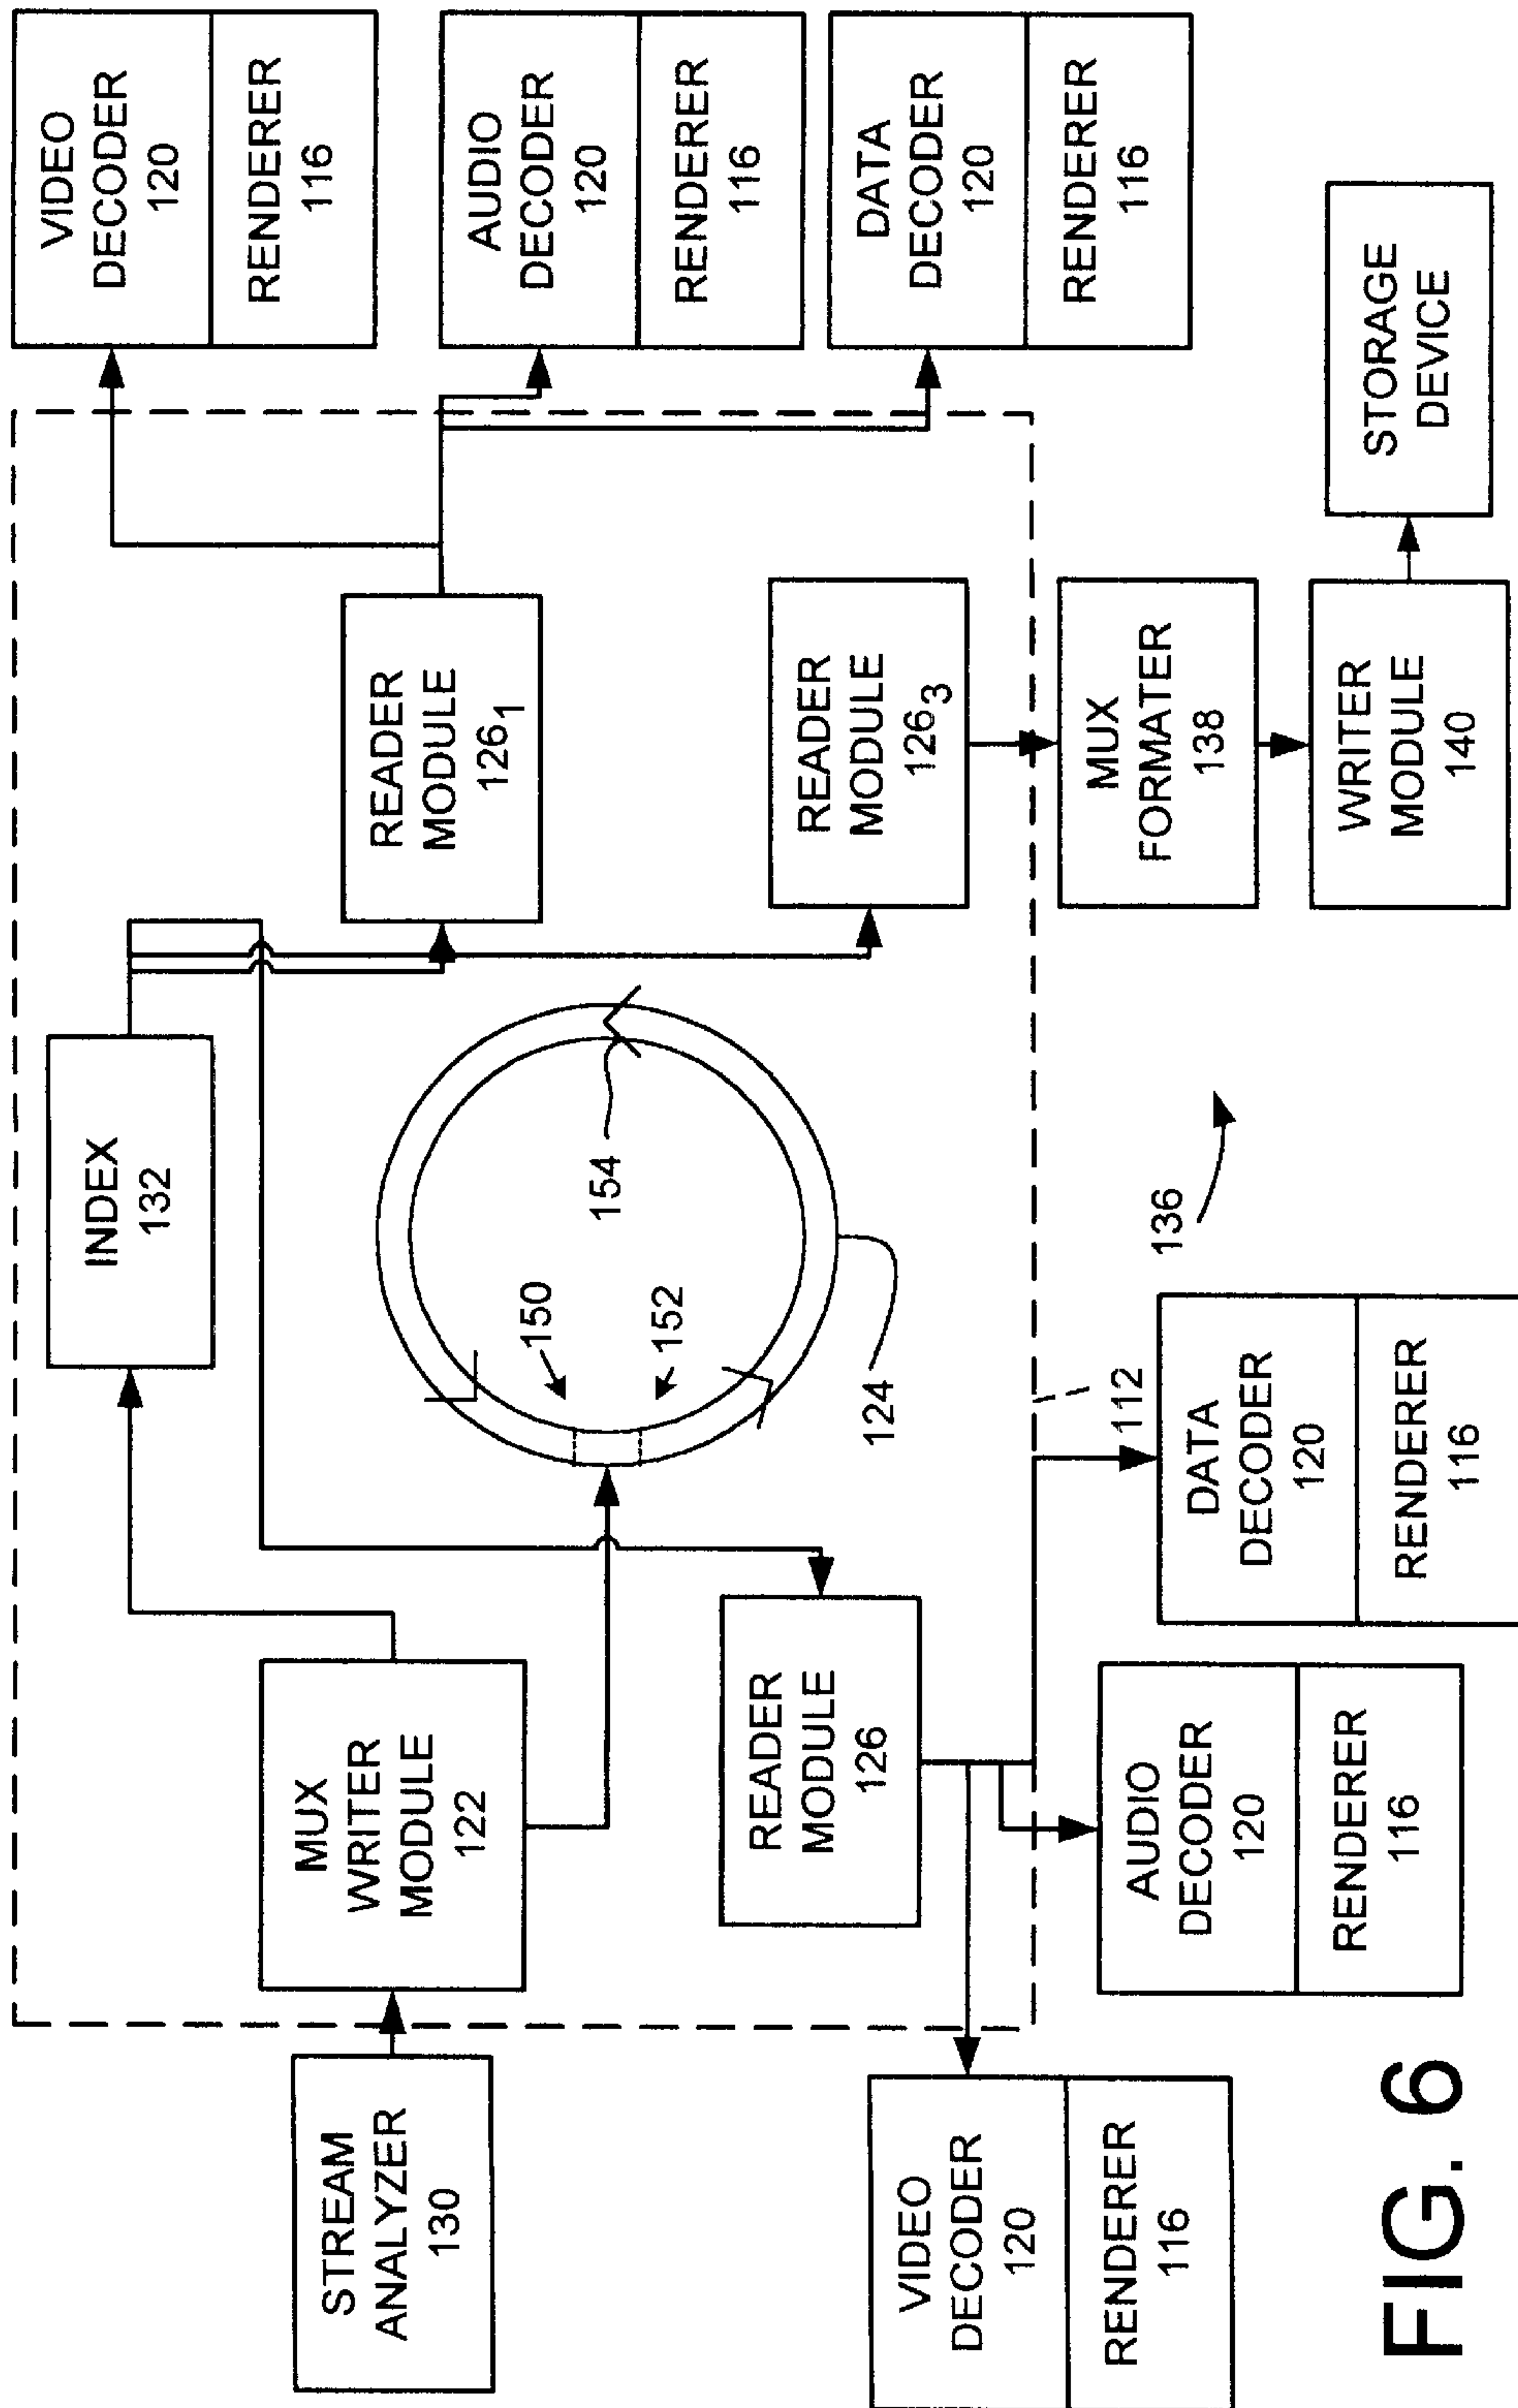 VIDEO
DECODER
120
RENDERER
116
AUDIO
DECODER
120
RENDERER
116
DATA
DECODER
120
RENDERER
116
INDEX
132
READER
MODULE
126₁
STREAM
ANALYZER
130
MUX
WRITER
MODULE
122
150
152
154
124
READER
MODULE
126₃
READER
MODULE
126
STORAGE
DEVICE
MUX
FORMATER
138
WRITER
MODULE
140
112
136
VIDEO
DECODER
120
RENDERER
116
AUDIO
DECODER
120
RENDERER
116
DATA
DECODER
120
RENDERER
116
FIG. 6